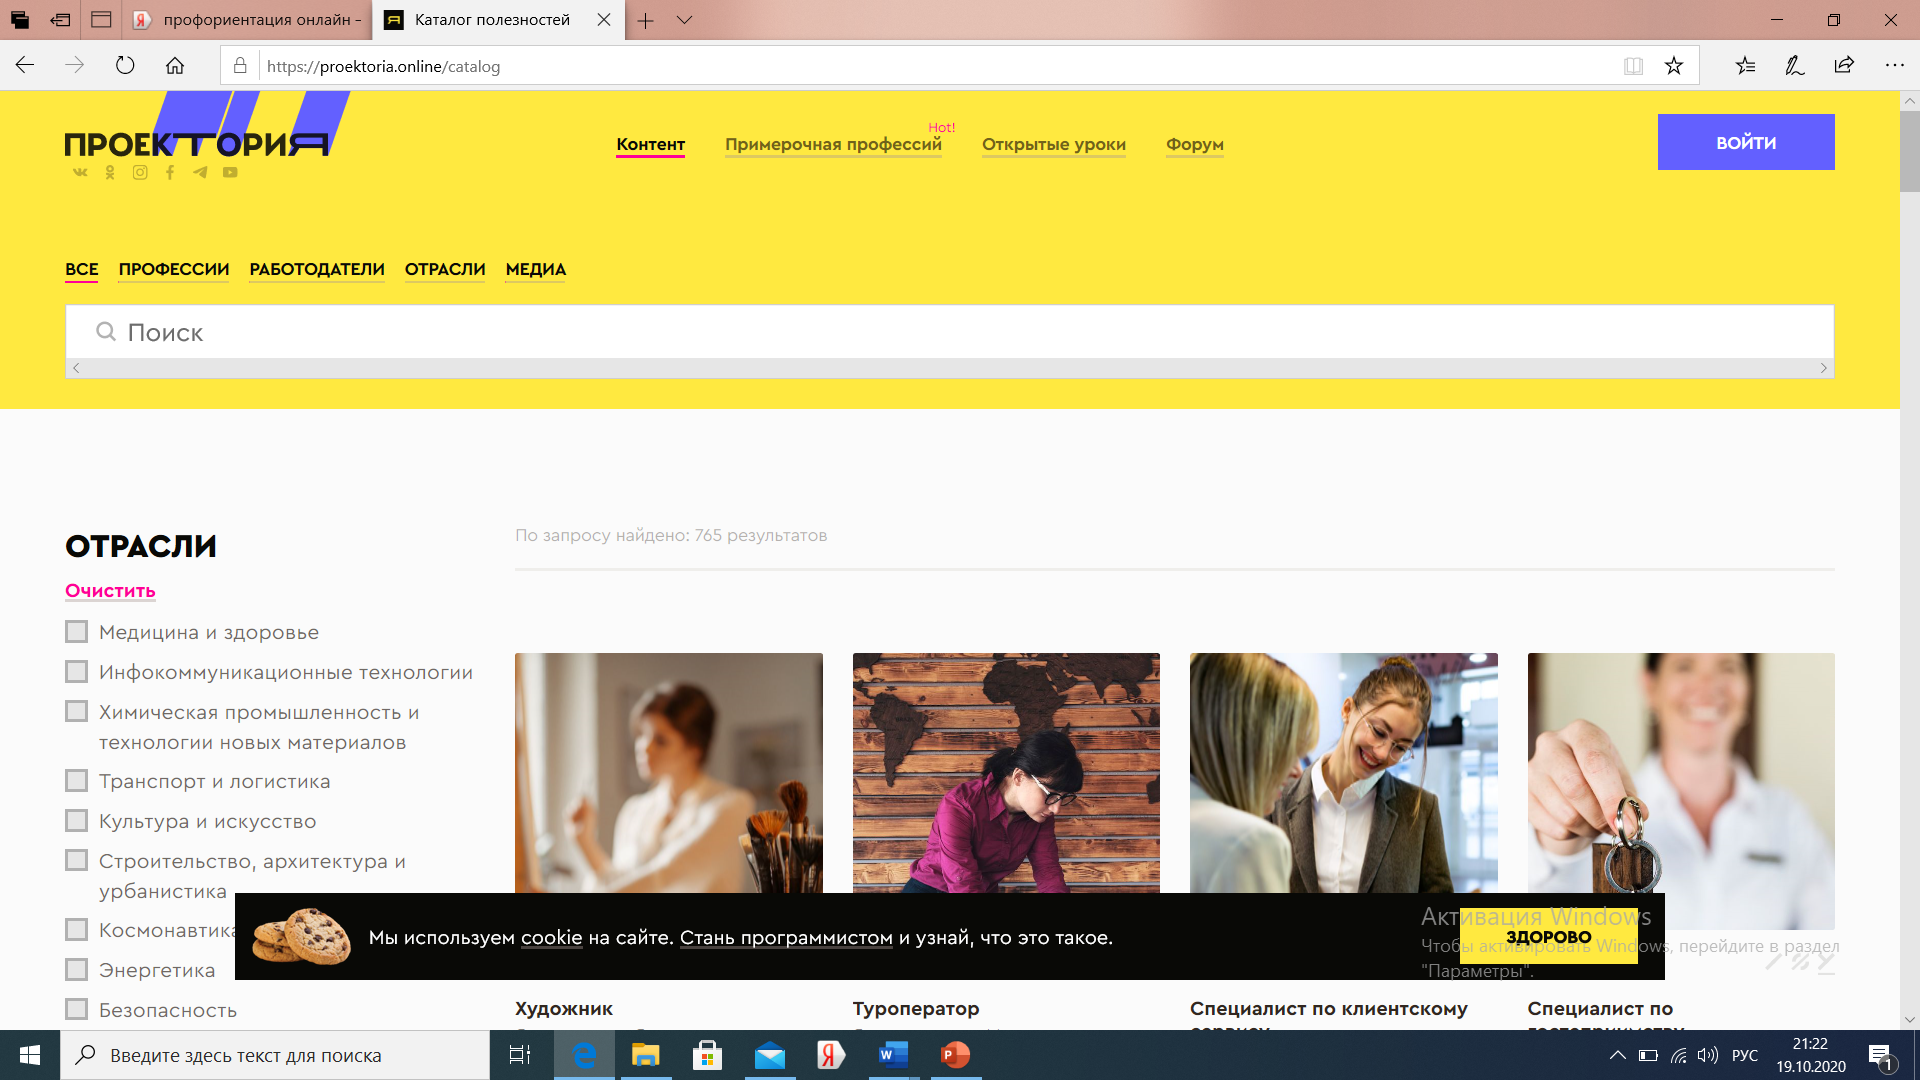 профориентация онлайн –
Каталог полезностей
https://proektoria.online/catalog
ПРОЕКТОРИЯ
Hot!
Контент
Примерочная профессий
Открытые уроки
Форум
ВОЙТИ
ВСЕ
ПРОФЕССИИ
РАБОТОДАТЕЛИ
ОТРАСЛИ
МЕДИА
Поиск
ОТРАСЛИ
По запросу найдено: 765 результатов
Очистить
Медицина и здоровье
Инфокоммуникационные технологии
Химическая промышленность и
технологии новых материалов
Транспорт и логистика
Культура и искусство
Строительство, архитектура и
урбанистика
Космонавтика
Энергетика
Безопасность
Мы используем cookie на сайте. Стань программистом и узнай, что это такое.
ЗДОРОВО
Активация Windows
Чтобы активировать Windows, перейдите в раздел
"Параметры".
Художник
Туроператор
Специалист по клиентскому
сервису
Специалист по
гостеприимству
Введите здесь текст для поиска
РУС
21:22
19.10.2020
1